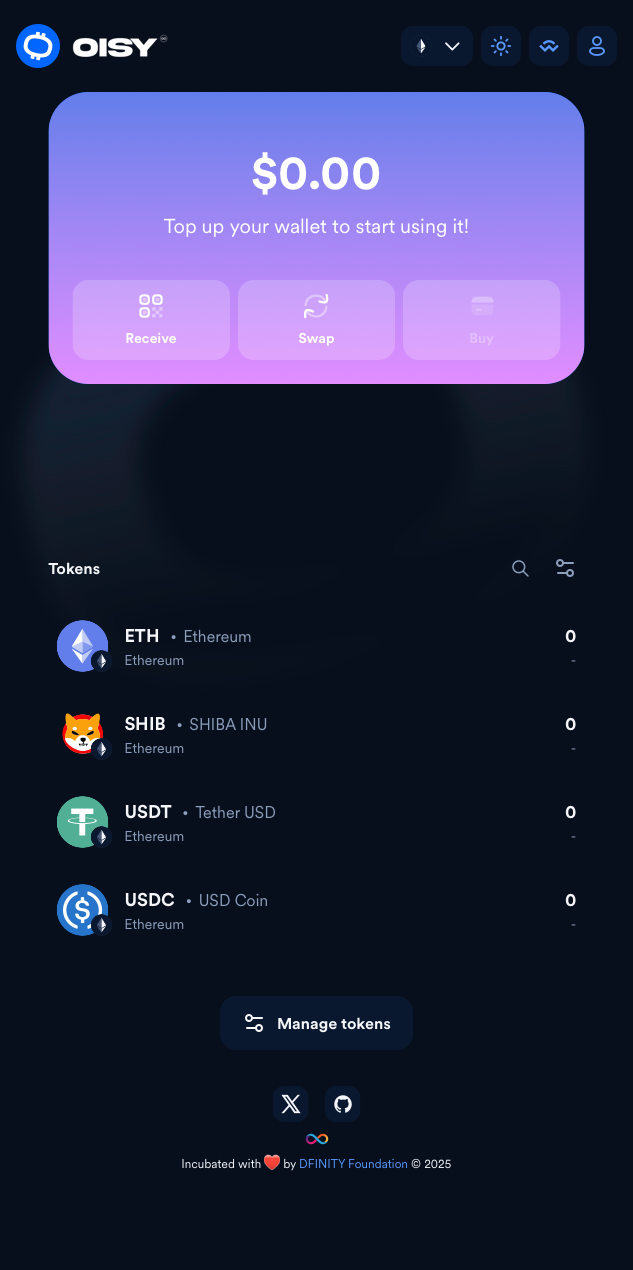 OISY
$0.00
Top up your wallet to start using it!
Receive
Swap
Buy
Tokens
ETH • Ethereum
0
Ethereum
-
SHIB • SHIBA INU
0
Ethereum
-
USDT • Tether USD
0
Ethereum
-
USDC • USD Coin
0
Ethereum
-
Manage tokens
Incubated with ❤️ by DFINITY Foundation © 2025